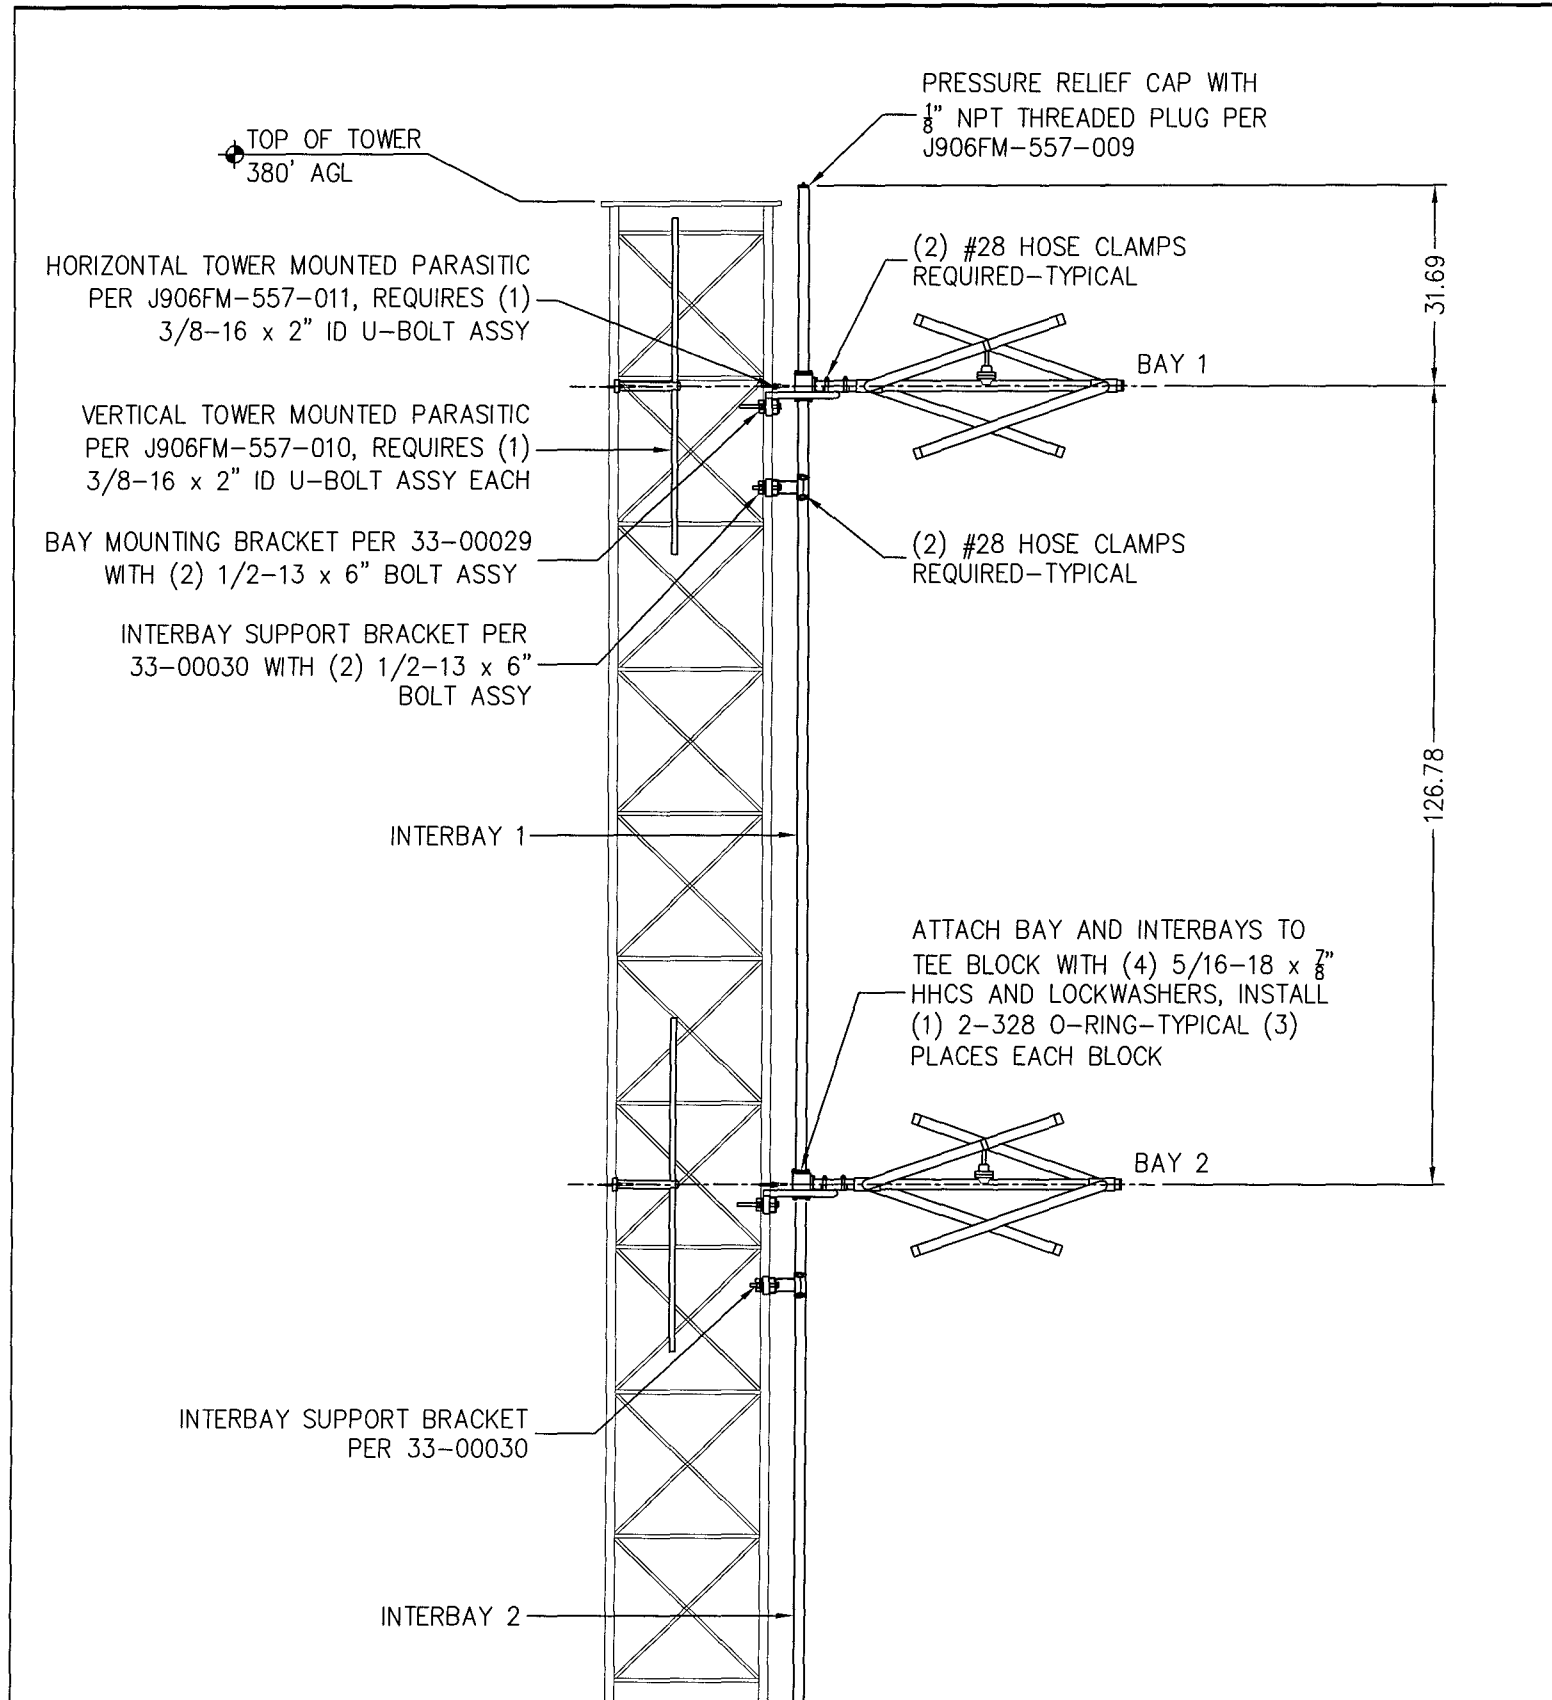 PRESSURE RELIEF CAP WITH
1/8" NPT THREADED PLUG PER
J906FM-557-009
TOP OF TOWER
380' AGL
HORIZONTAL TOWER MOUNTED PARASITIC
PER J906FM-557-011, REQUIRES (1)
3/8-16 x 2" ID U-BOLT ASSY
(2) #28 HOSE CLAMPS
REQUIRED-TYPICAL
31.69
BAY 1
VERTICAL TOWER MOUNTED PARASITIC
PER J906FM-557-010, REQUIRES (1)
3/8-16 x 2" ID U-BOLT ASSY EACH
BAY MOUNTING BRACKET PER 33-00029
WITH (2) 1/2-13 x 6" BOLT ASSY
(2) #28 HOSE CLAMPS
REQUIRED-TYPICAL
INTERBAY SUPPORT BRACKET PER
33-00030 WITH (2) 1/2-13 x 6"
BOLT ASSY
126.78
INTERBAY 1
ATTACH BAY AND INTERBAYS TO
TEE BLOCK WITH (4) 5/16-18 x 7/8"
HHCS AND LOCKWASHERS, INSTALL
(1) 2-328 O-RING-TYPICAL (3)
PLACES EACH BLOCK
BAY 2
INTERBAY SUPPORT BRACKET
PER 33-00030
INTERBAY 2